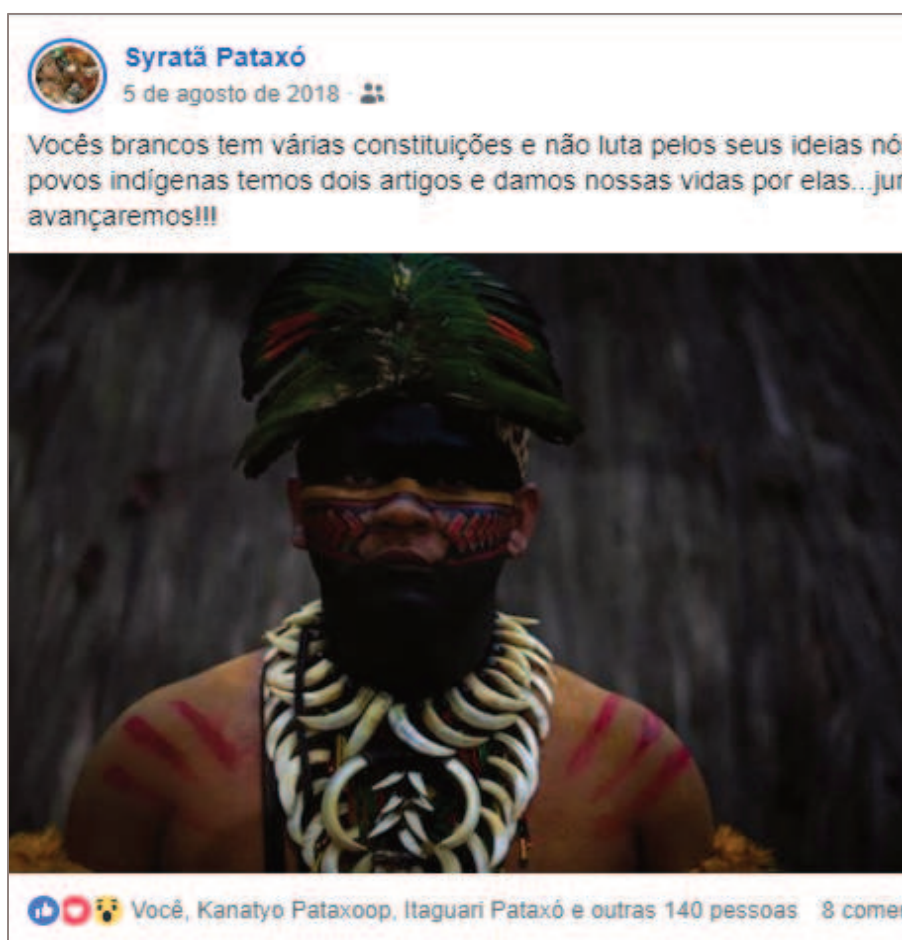 Syratã Pataxó
5 de agosto de 2018 ·
Vocês brancos tem várias constituições e não luta pelos seus ideias nó
povos indígenas temos dois artigos e damos nossas vidas por elas...jur
avançaremos!!!
Você, Kanatyo Pataxoop, Itaguari Pataxó e outras 140 pessoas 8 comer